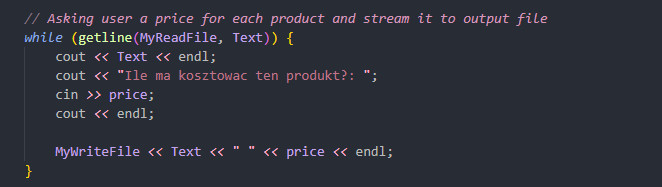 // Asking user a price for each product and stream it to output file
while (getline(MyReadFile, Text)) {
cout << Text << endl;
cout << "Ile ma kosztowac ten produkt?: ";
cin >> price;
cout << endl;
MyWriteFile << Text << " " << price << endl;
}